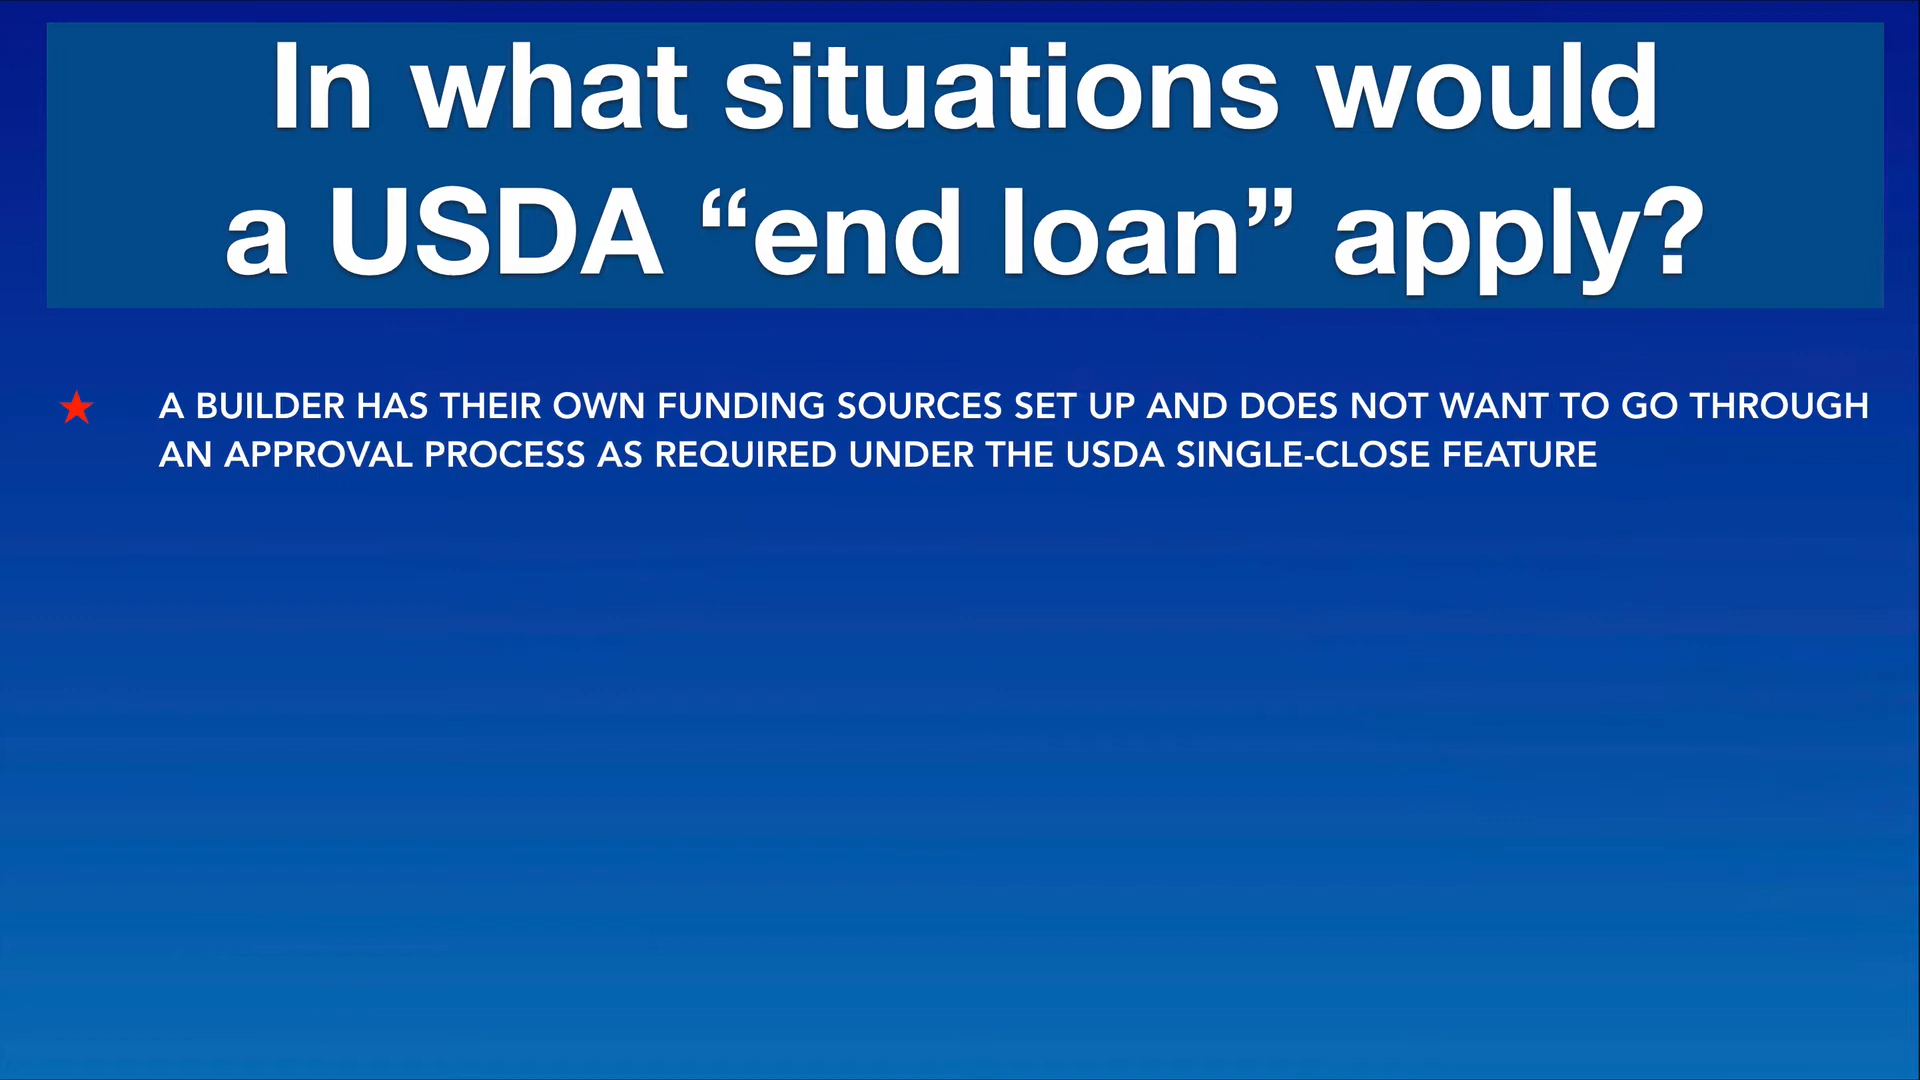 In what situations would
a USDA “end loan” apply?
A BUILDER HAS THEIR OWN FUNDING SOURCES SET UP AND DOES NOT WANT TO GO THROUGH
AN APPROVAL PROCESS AS REQUIRED UNDER THE USDA SINGLE-CLOSE FEATURE